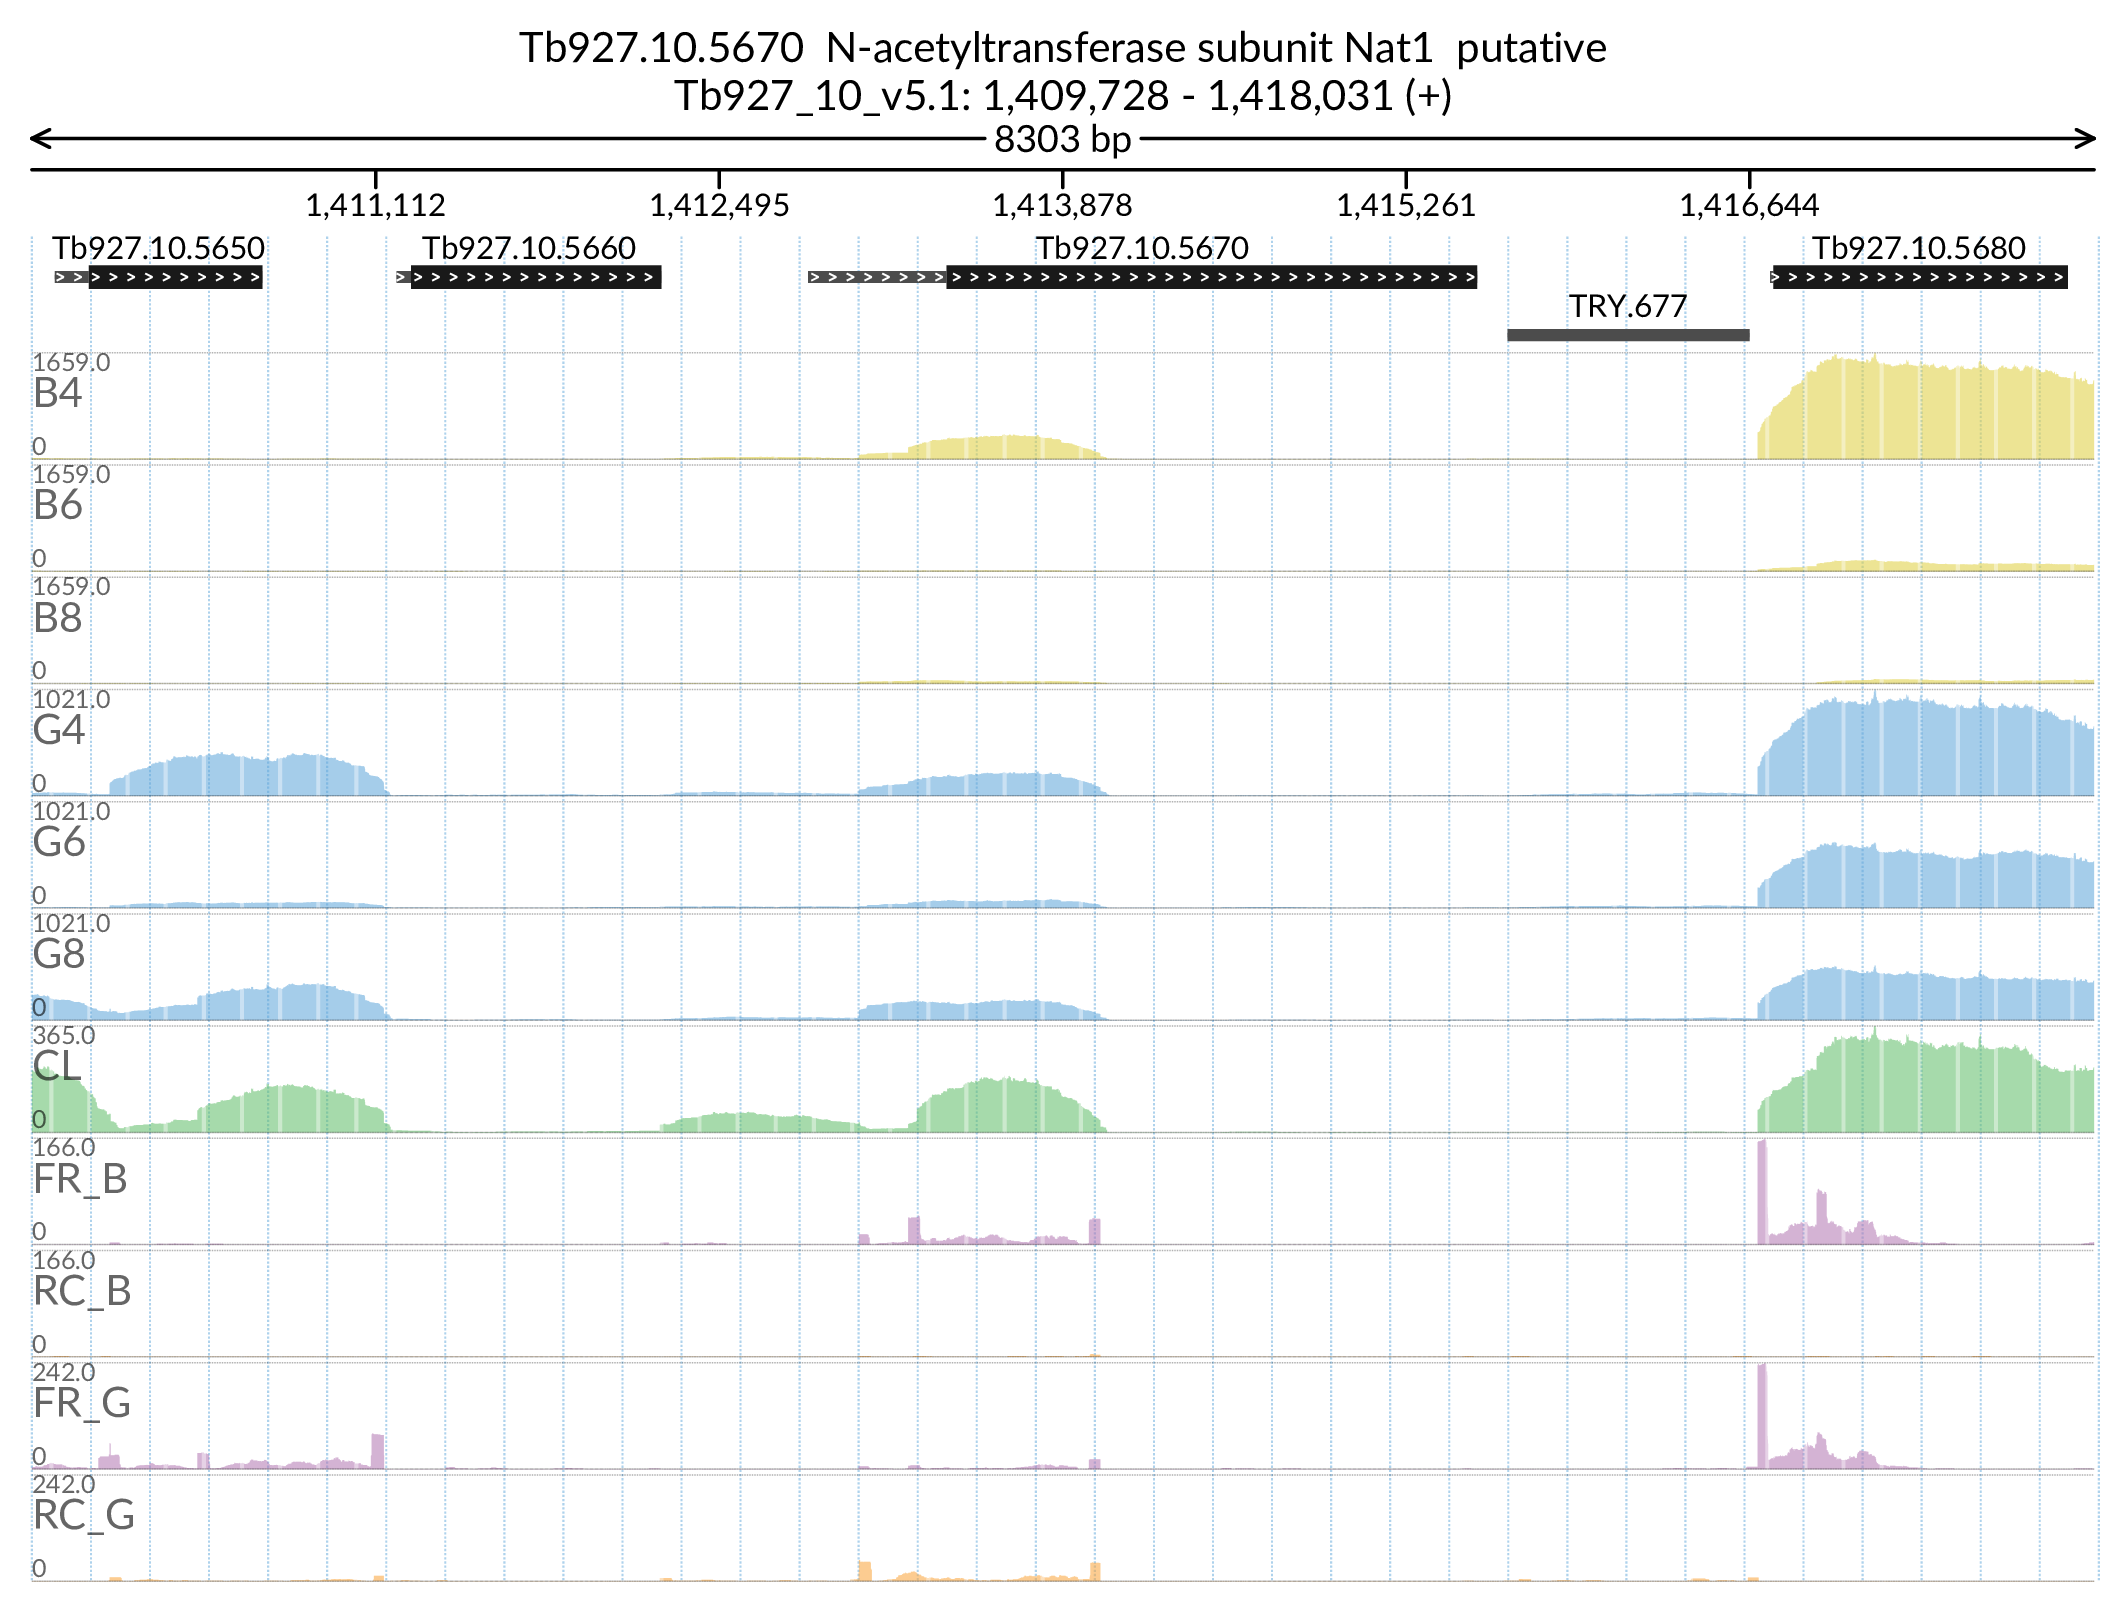 Tb927.10.5670  N-acetyltransferase subunit Nat1  putative
Tb927_10_v5.1: 1,409,728 - 1,418,031 (+)
8303 bp
1,411,112 1,412,495 1,413,878 1,415,261 1,416,644
Tb927.10.5650 Tb927.10.5660 Tb927.10.5670 Tb927.10.5680
TRY.677
1659.0
B4
0
1659.0
B6
0
1659.0
B8
0
1021.0
G4
0
1021.0
G6
0
1021.0
G8
0
365.0
CL
0
166.0
FR_B
0
166.0
RC_B
0
242.0
FR_G
0
242.0
RC_G
0